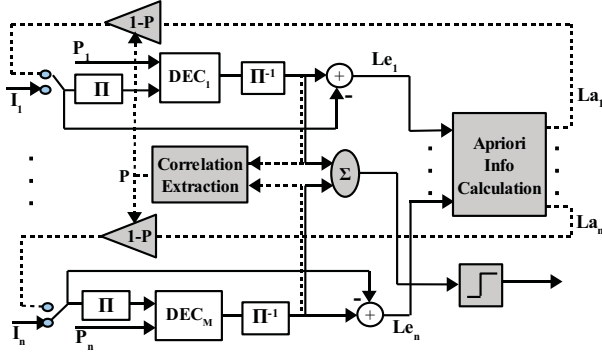 1-P
P1
Le1
DEC1
Π-1
+
Π
-
I1
La1
Apriori
Info
Calculation
Correlation
Extraction
P
Σ
1-P
Lan
-
Π
DECM
Π-1
+
In
Pn
Len